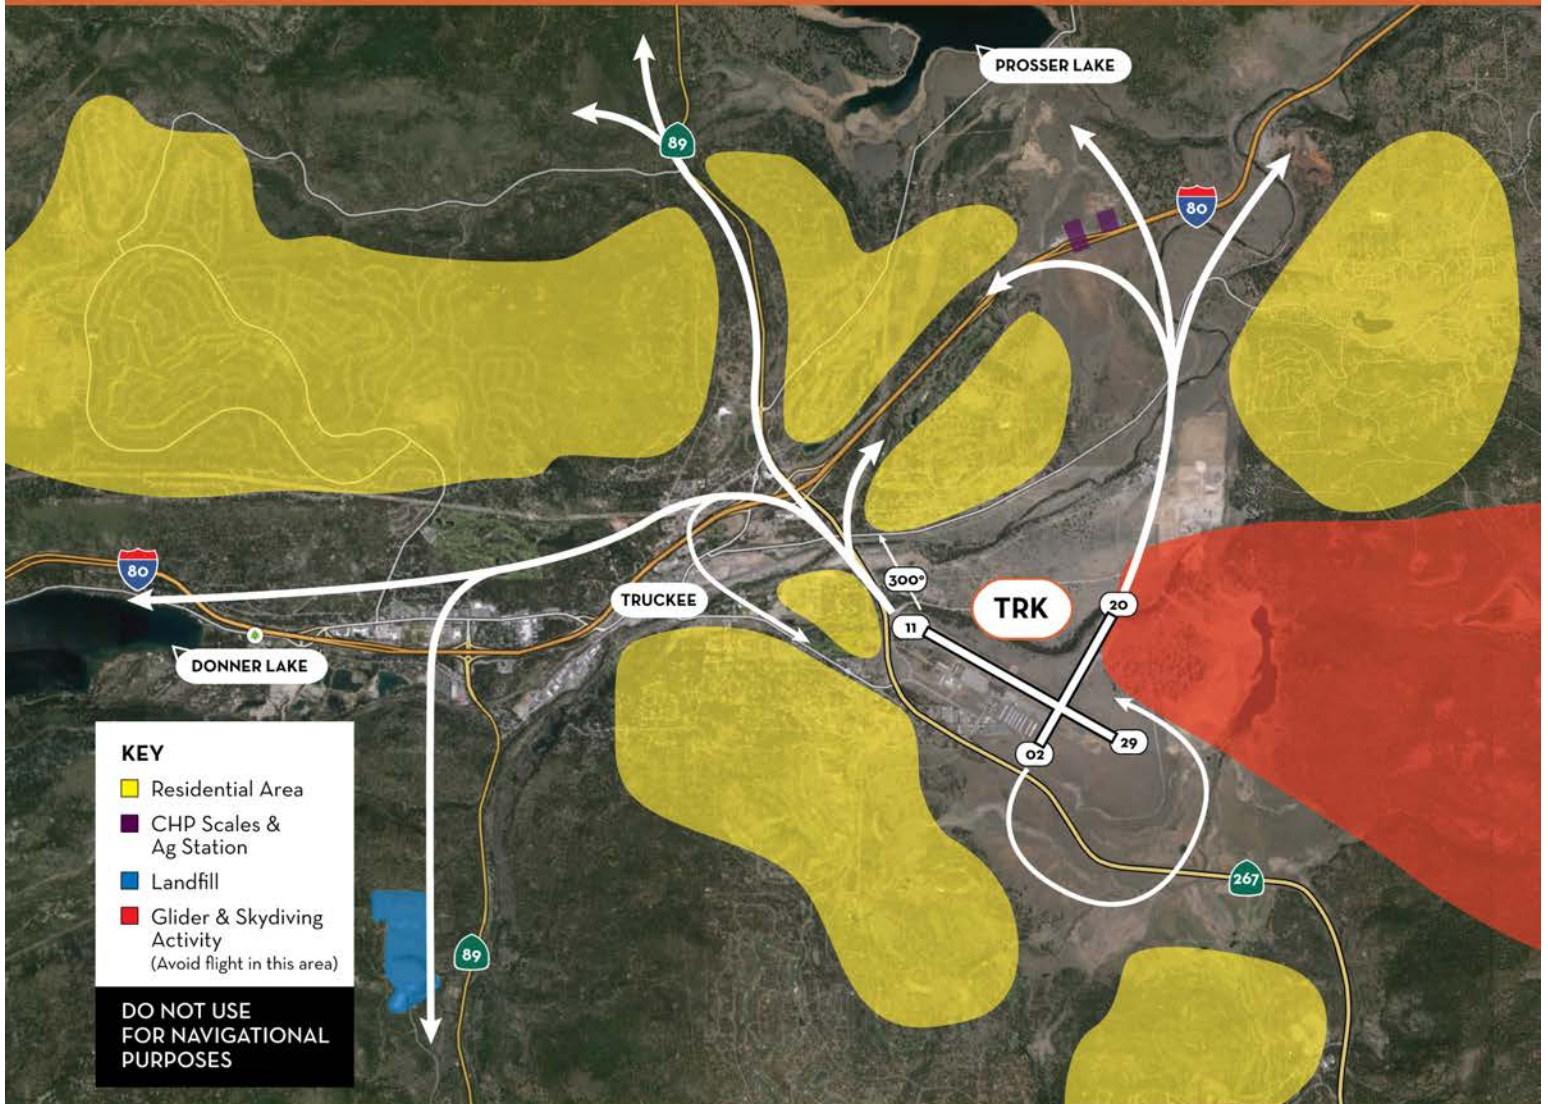 PROSSER LAKE
89
80
300°
TRK
20
80
TRUCKEE
11
DONNER LAKE
29
02
KEY
Residential Area
CHP Scales &
Ag Station
Landfill
Glider & Skydiving
Activity
(Avoid flight in this area)
267
89
DO NOT USE
FOR NAVIGATIONAL
PURPOSES